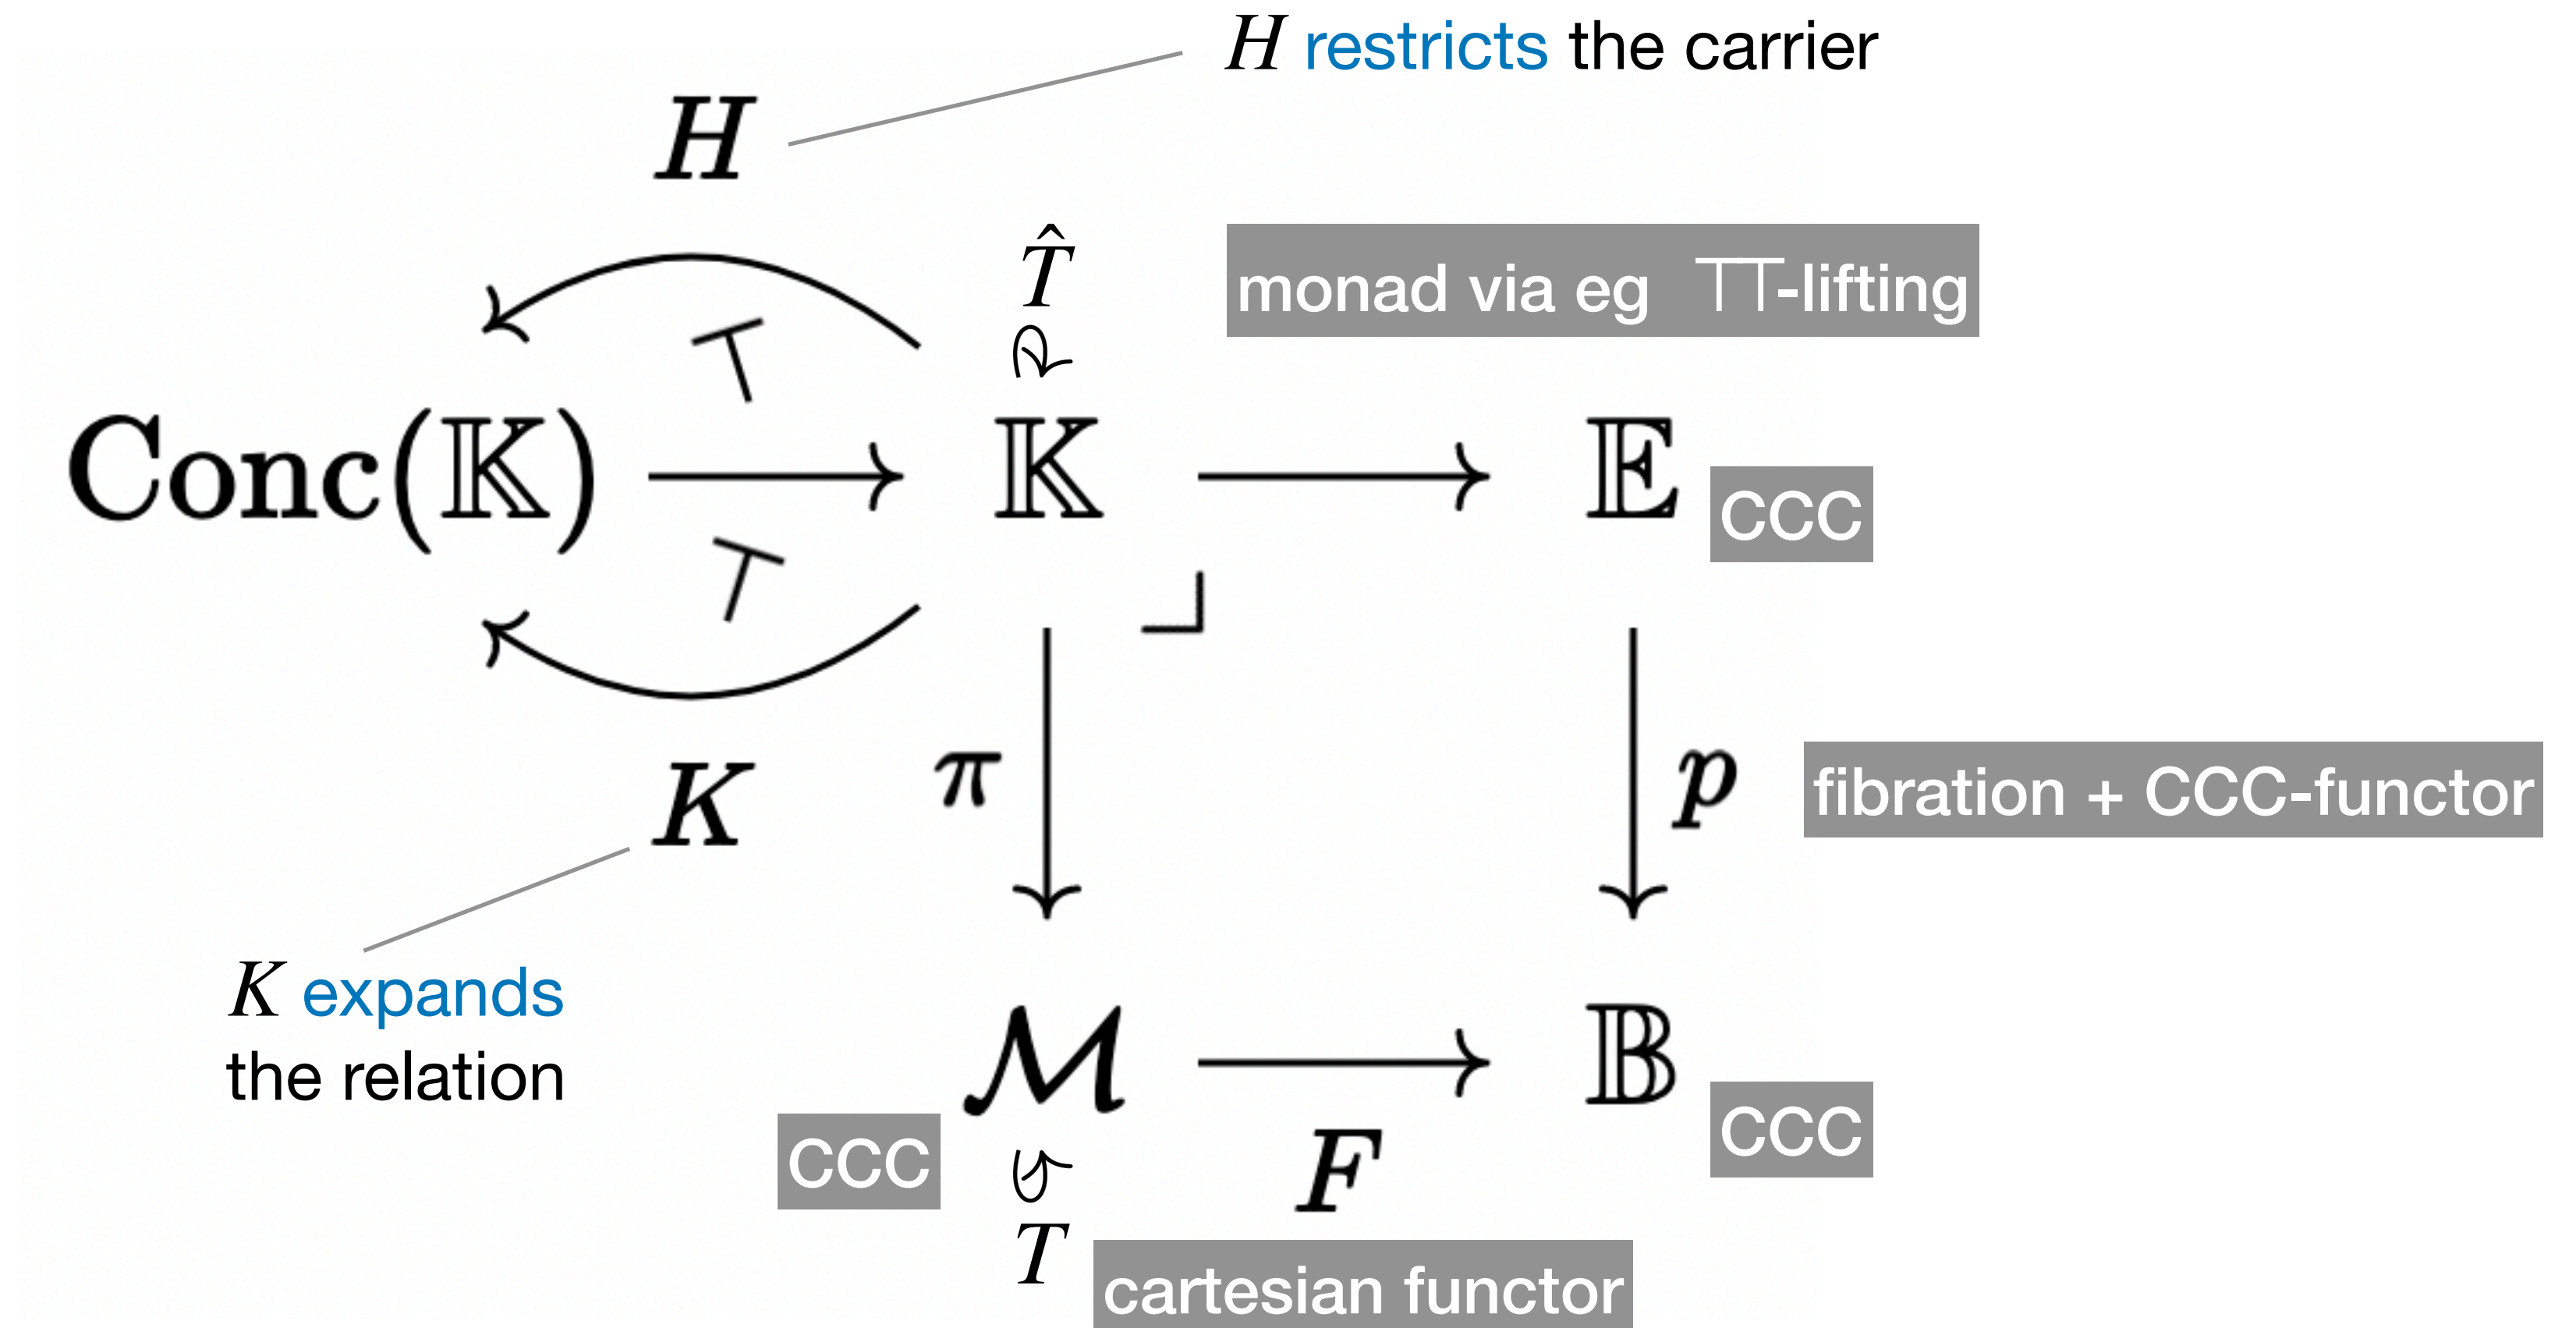 H restricts the carrier
H
T̂
monad via eg ⊤⊤-lifting
⊤
Conc(𝕂)
𝕂
𝔼
CCC
⊤
K
π
p
fibration + CCC-functor
K expands
the relation
ℳ
𝔹
CCC
CCC
F
T
cartesian functor